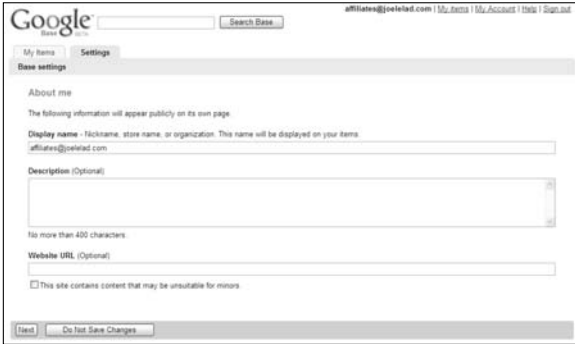 affiliates@joelelad.com | My items | My Account | Help | Sign out
Google
Base BETA
Search Base
My Items
Settings
Base settings
About me
The following information will appear publicly on its own page.
Display name - Nickname, store name, or organization. This name will be displayed on your items.
affiliates@joelelad.com
Description (Optional)
No more than 400 characters.
Website URL (Optional)
This site contains content that may be unsuitable for minors.
Next
Do Not Save Changes